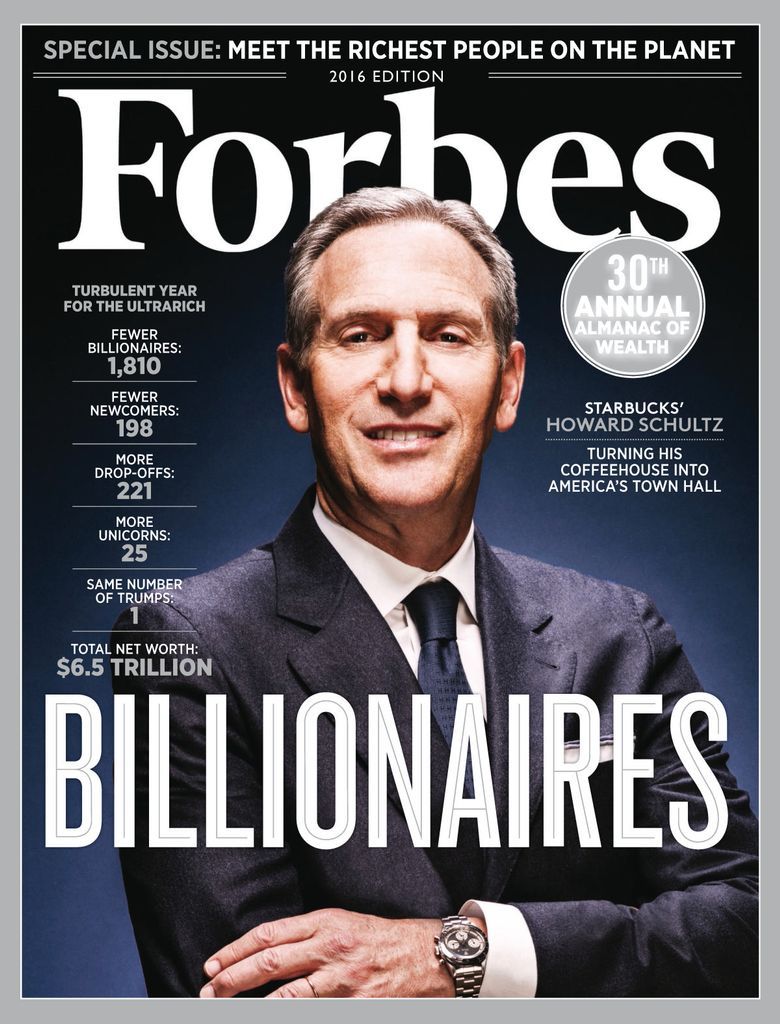 SPECIAL ISSUE: MEET THE RICHEST PEOPLE ON THE PLANET
2016 EDITION
Forbes
30TH
ANNUAL
ALMANAC OF
WEALTH
TURBULENT YEAR
FOR THE ULTRARICH
FEWER
BILLIONAIRES:
1,810
FEWER
NEWCOMERS:
198
MORE
DROP-OFFS:
221
MORE
UNICORNS:
25
SAME NUMBER
OF TRUMPS:
1
TOTAL NET WORTH:
$6.5 TRILLION
STARBUCKS'
HOWARD SCHULTZ
TURNING HIS
COFFEEHOUSE INTO
AMERICA'S TOWN HALL
BILLIONAIRES